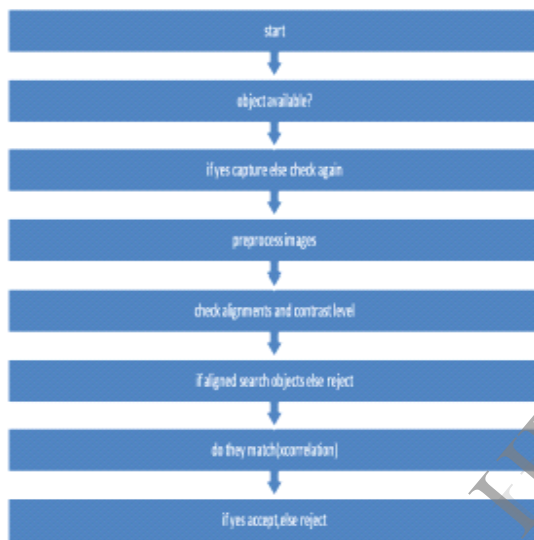 start
object available?
if yes capture else check again
preprocess images
check alignments and contrast level
if aligned search objects else reject
do they match(xcorrelation)
if yes accept,else reject